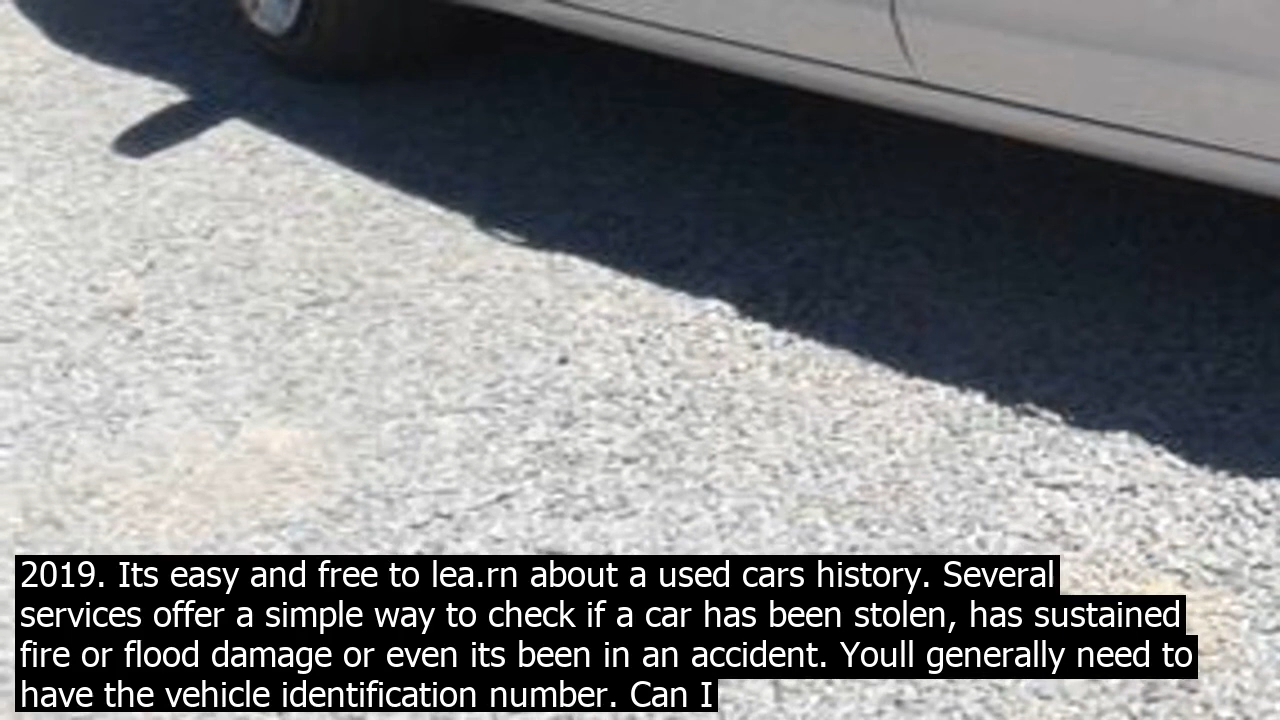 2019. Its easy and free to lea.rn about a used cars history. Several
services offer a simple way to check if a car has been stolen, has sustained
fire or flood damage or even its been in an accident. Youll generally need to
have the vehicle identification number. Can I